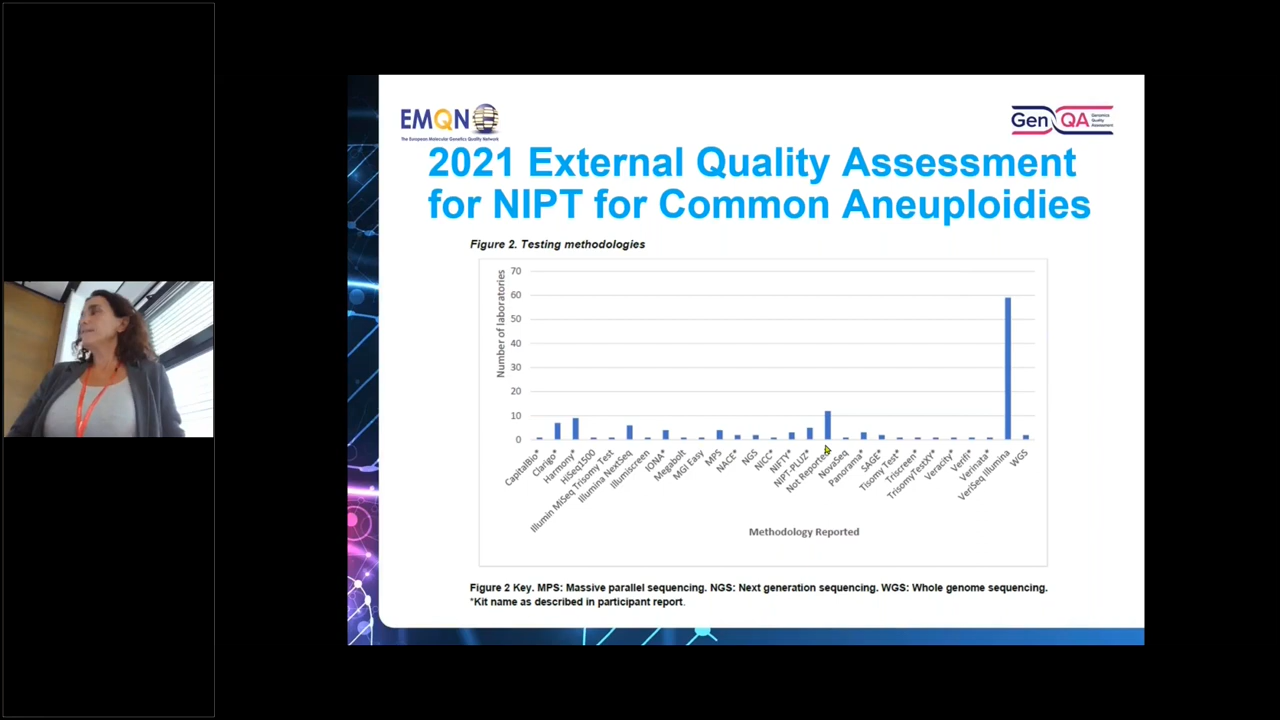 EMQN
The European Molecular Genetics Quality Network
GenQA
Genomics
Quality
Assessment
2021 External Quality Assessment
for NIPT for Common Aneuploidies
Figure 2. Testing methodologies
Number of laboratories
70
60
50
40
30
20
10
0
CapitalBio*
Clarigo*
Harmony*
HiSeq1500
Illumin MiSeq Trisomy Test
Illumina NextSeq
Illumiscreen
IONA*
Megabolt
MGI Easy
MPS
NACE*
NGS
NICC*
NIFTY*
NIPT-PLUZ*
Not Reported
NovaSeq
Panorama*
SAGE*
Tisomy Test*
Triscreen*
TrisomyTestXY*
Veracity*
Verifi*
Verinata*
VeriSeq Illumina
WGS
Methodology Reported
Figure 2 Key. MPS: Massive parallel sequencing. NGS: Next generation sequencing. WGS: Whole genome sequencing.
*Kit name as described in participant report.